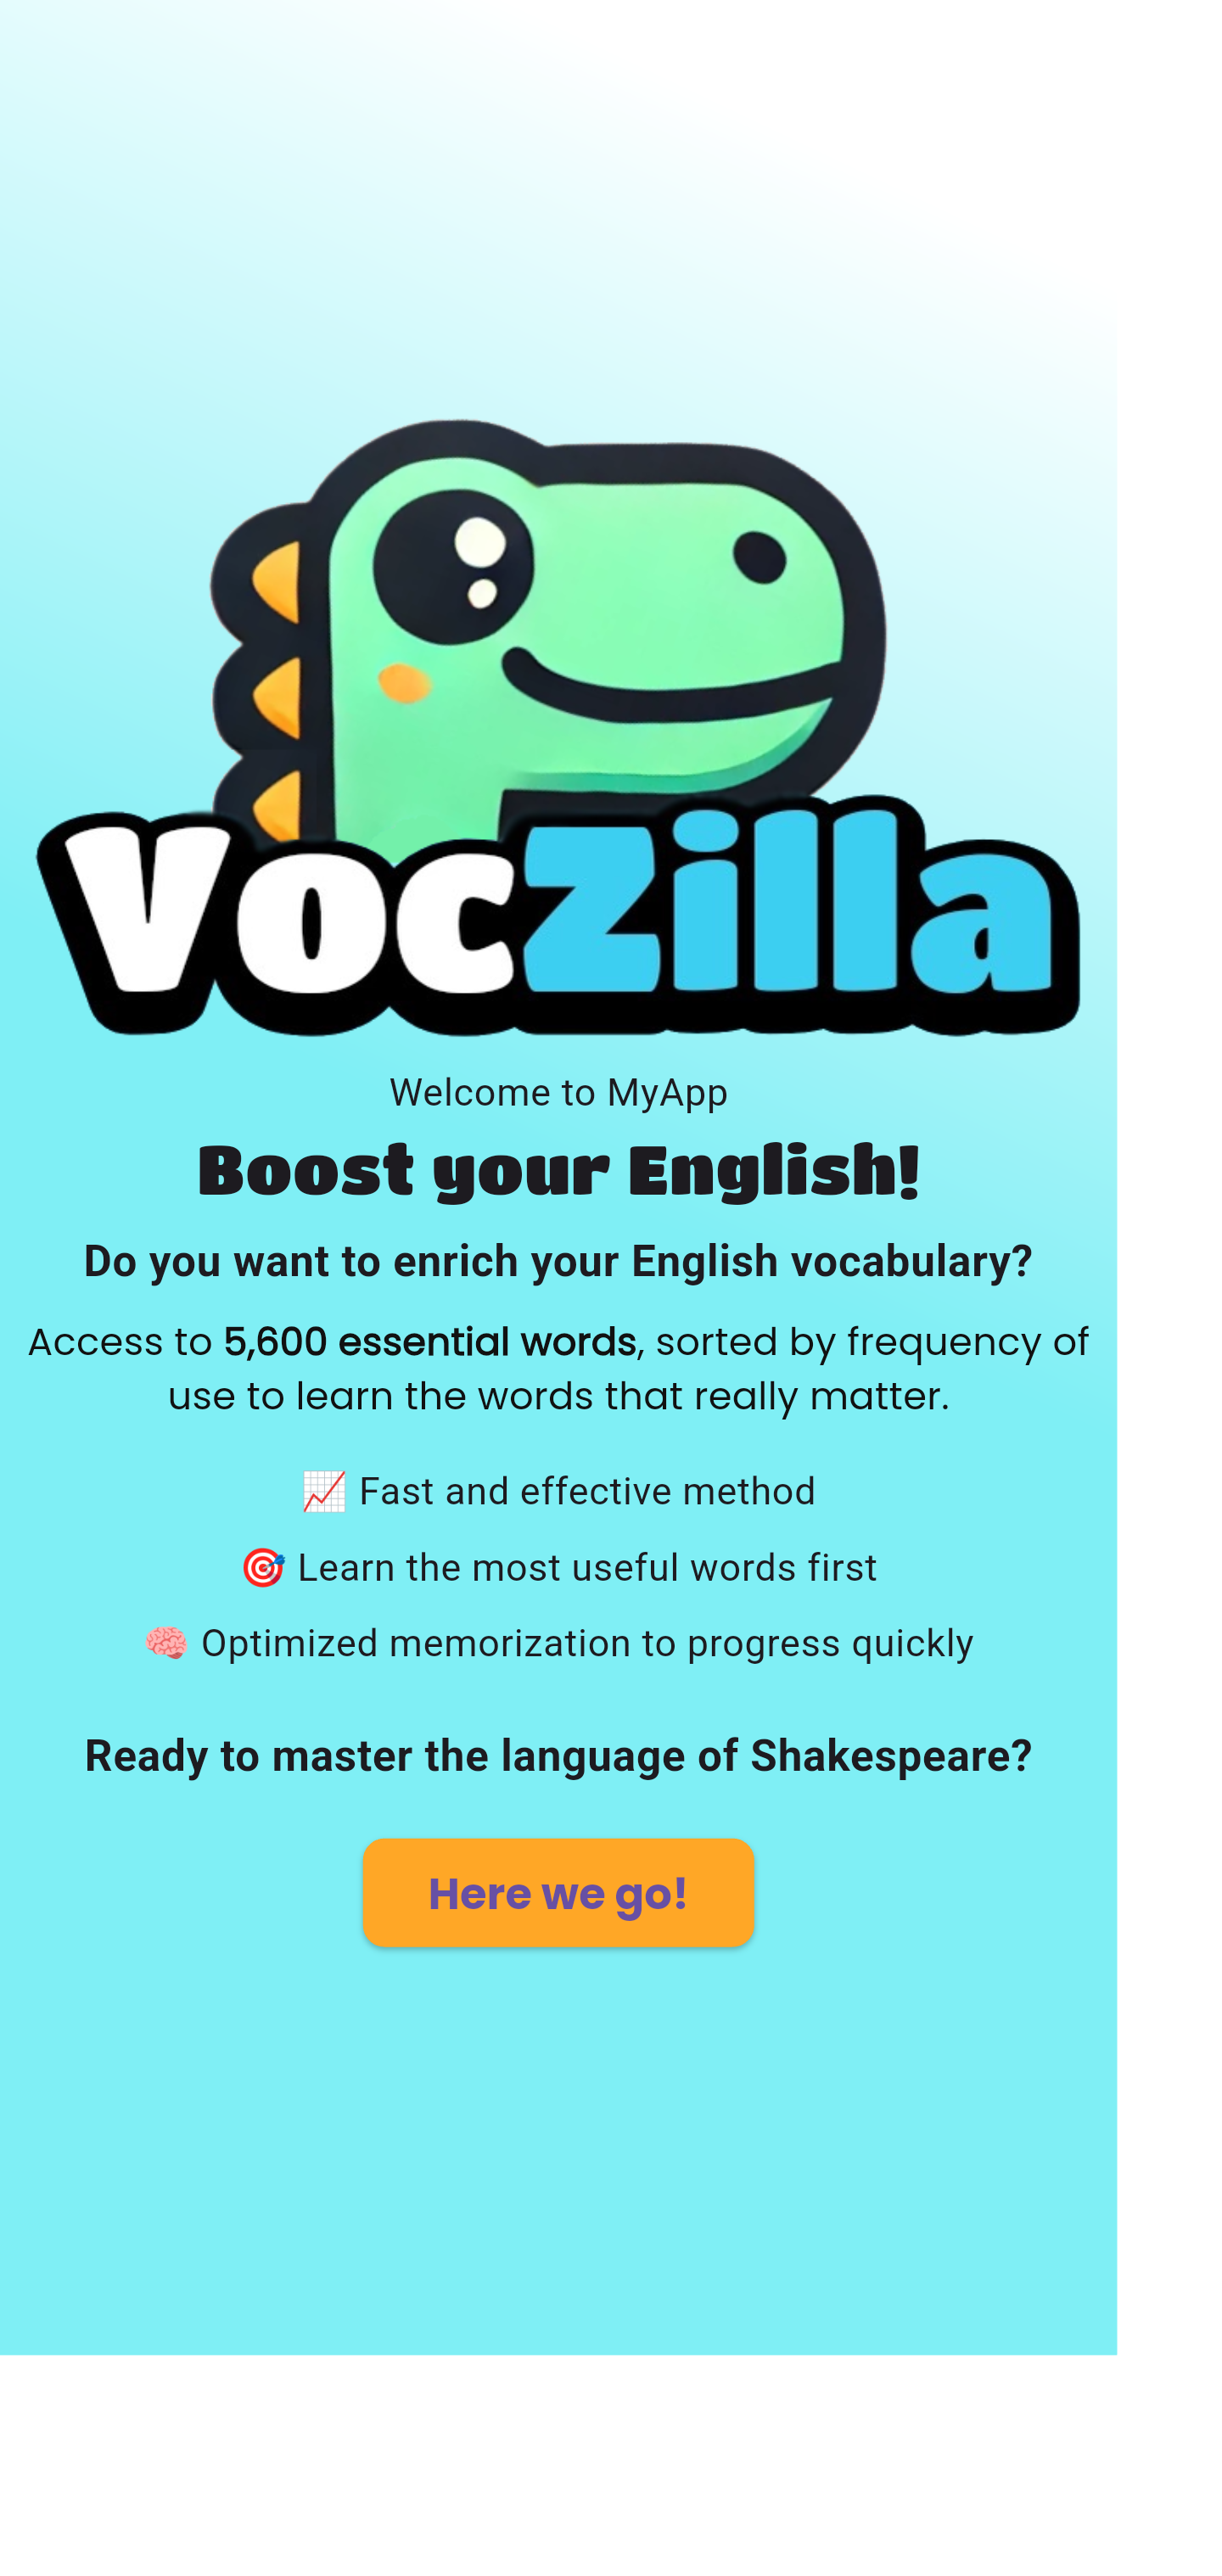 VocZilla
Welcome to MyApp
Boost your English!
Do you want to enrich your English vocabulary?
Access to 5,600 essential words, sorted by frequency of
use to learn the words that really matter.
📈 Fast and effective method
🎯 Learn the most useful words first
🧠 Optimized memorization to progress quickly
Ready to master the language of Shakespeare?
Here we go!